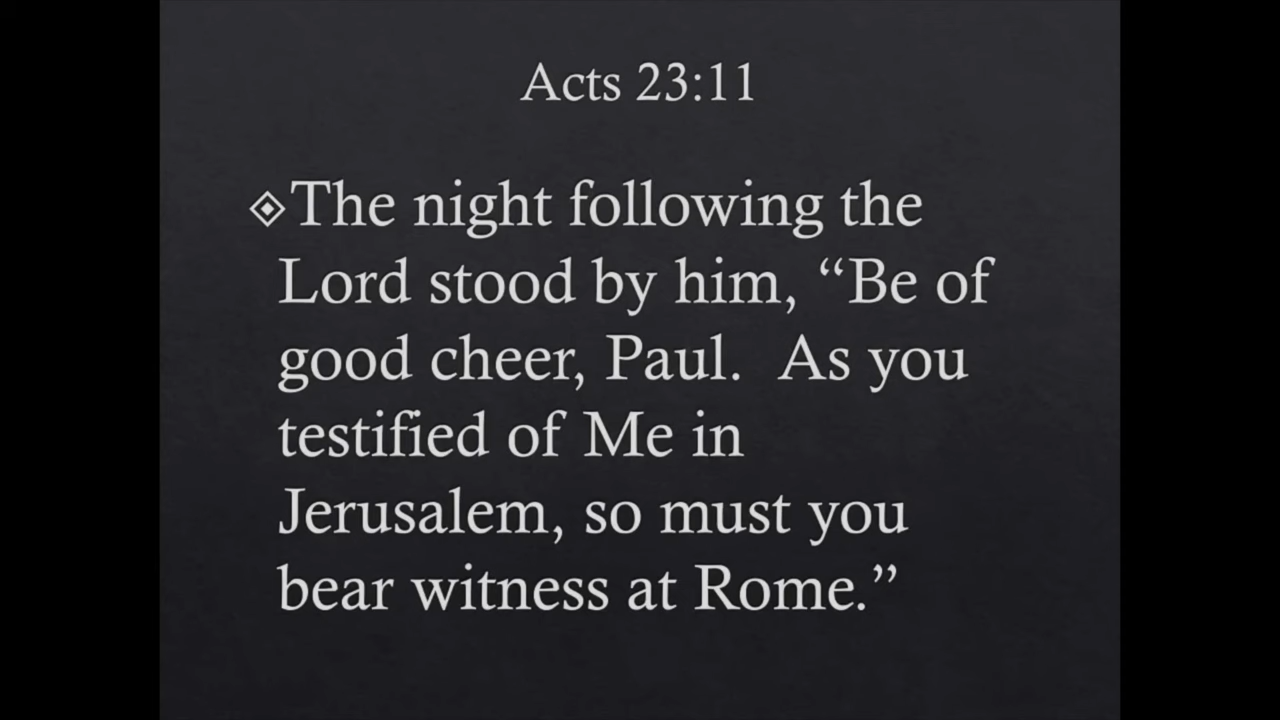 Acts 23:11
The night following the
Lord stood by him, “Be of
good cheer, Paul.  As you
testified of Me in
Jerusalem, so must you
bear witness at Rome.”